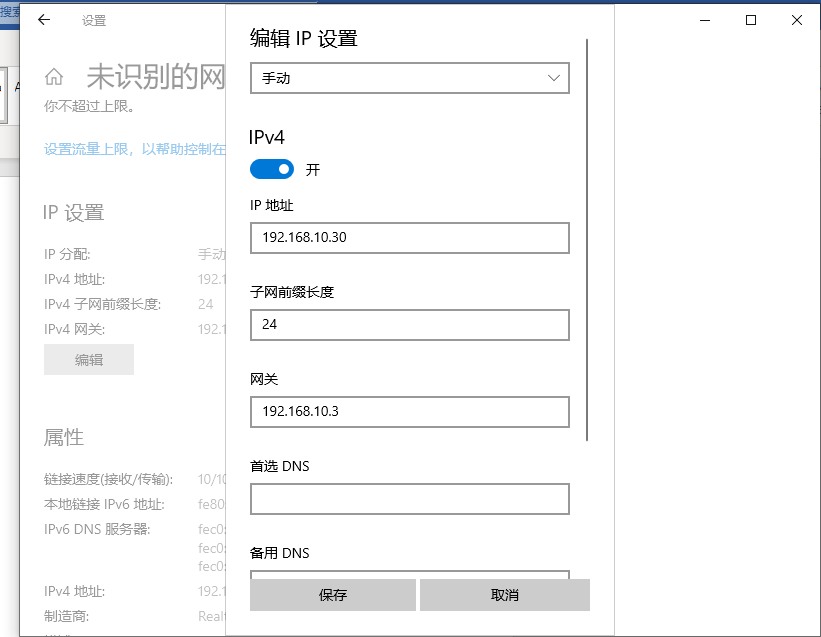 设置
未识别的网
你不超过上限。
设置流量上限，以帮助控制在
IP 设置
IP 分配:
手动
IPv4 地址:
192.1
IPv4 子网前缀长度:
24
IPv4 网关:
192.1
编辑
属性
链接速度(接收/传输):
10/10
本地链接 IPv6 地址:
fe80:
IPv6 DNS 服务器:
fec0:
fec0:
fec0:
IPv4 地址:
192.1
制造商:
Realt
编辑 IP 设置
手动
IPv4
开
IP 地址
192.168.10.30
子网前缀长度
24
网关
192.168.10.3
首选 DNS
备用 DNS
保存
取消